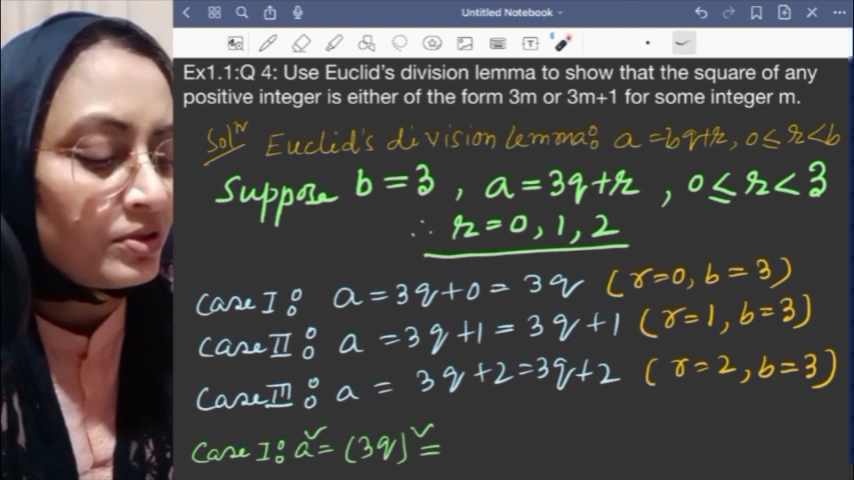 Untitled Notebook
Ex1.1:Q 4: Use Euclid's division lemma to show that the square of any
positive integer is either of the form 3m or 3m+1 for some integer m.
Solⁿ Euclid's division lemma: a = bq+r, 0 ≤ r < b
Suppose b = 3, a = 3q+r, 0 ≤ r < 3
∴ r = 0, 1, 2
Case I: a = 3q+0 = 3q (r=0, b=3)
Case II: a = 3q+1 = 3q+1 (r=1, b=3)
Case III: a = 3q+2 = 3q+2 (r=2, b=3)
Case I: a² = (3q)² =